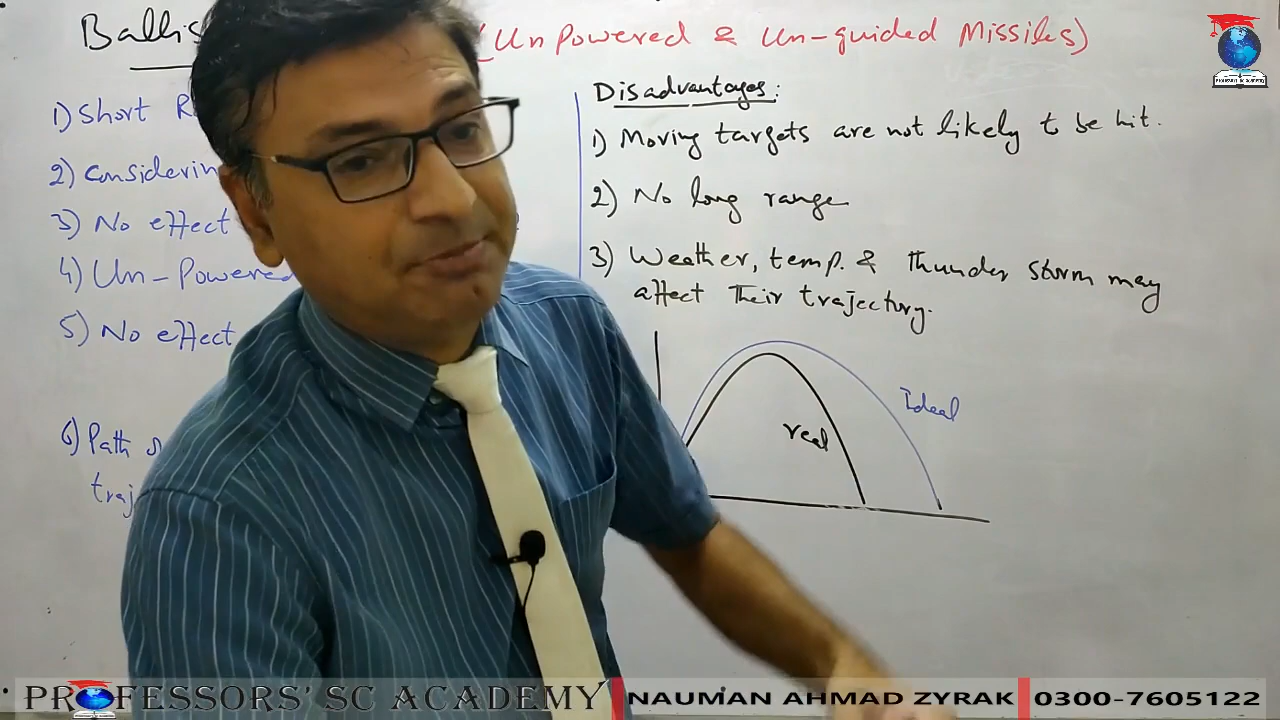 Ballis
(UnPowered & Un-guided Missiles)
1) Short R
2) Considerin
3) No effect
4) Un-Powered
5) No effect
6) Path
traj
Disadvantages:
1) Moving targets are not likely to be hit.
2) No long range
3) Weather, temp. & thunder storm may
affect their trajectory.
Ideal
real
PROFESSORS' SC ACADEMY
NAUMAN AHMAD ZYRAK
0300-7605122